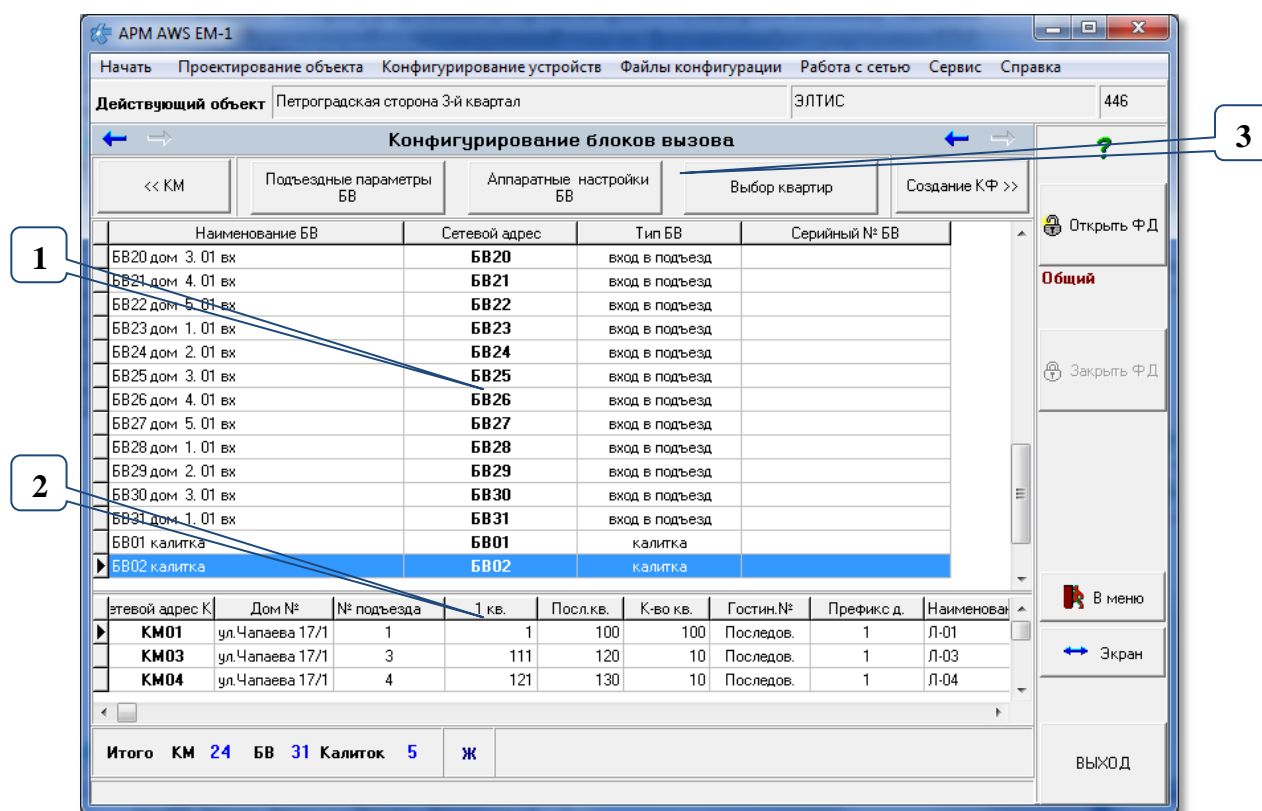 АРМ AWS EM-1
Начать Проектирование объекта Конфигурирование устройств Файлы конфигурации Работа с сетью Сервис Справка
Действующий объект Петроградская сторона 3-й квартал ЭЛТИС 446
Конфигурирование блоков вызова ?
3
<< КМ Подъездные параметры БВ Аппаратные настройки БВ Выбор квартир Создание КФ >>
Открыть ФД
Общий
Закрыть ФД
1
Наименование БВ Сетевой адрес Тип БВ Серийный № БВ
БВ20 дом 3. 01 вх БВ20 вход в подъезд
БВ21 дом 4. 01 вх БВ21 вход в подъезд
БВ22 дом 5. 01 вх БВ22 вход в подъезд
БВ23 дом 1. 01 вх БВ23 вход в подъезд
БВ24 дом 2. 01 вх БВ24 вход в подъезд
БВ25 дом 3. 01 вх БВ25 вход в подъезд
БВ26 дом 4. 01 вх БВ26 вход в подъезд
БВ27 дом 5. 01 вх БВ27 вход в подъезд
БВ28 дом 1. 01 вх БВ28 вход в подъезд
БВ29 дом 2. 01 вх БВ29 вход в подъезд
БВ30 дом 3. 01 вх БВ30 вход в подъезд
БВ31 дом 1. 01 вх БВ31 вход в подъезд
БВ01 калитка БВ01 калитка
БВ02 калитка БВ02 калитка
2
етевой адрес К Дом № № подъезда 1 кв. Посл.кв. К-во кв. Гостин.№ Префикс д. Наименован
КМ01 ул.Чапаева 17/1 1 1 100 100 Последов. 1 Л-01
КМ03 ул.Чапаева 17/1 3 111 120 10 Последов. 1 Л-03
КМ04 ул.Чапаева 17/1 4 121 130 10 Последов. 1 Л-04
В меню
Экран
Итого КМ 24 БВ 31 Калиток 5 Ж
ВЫХОД